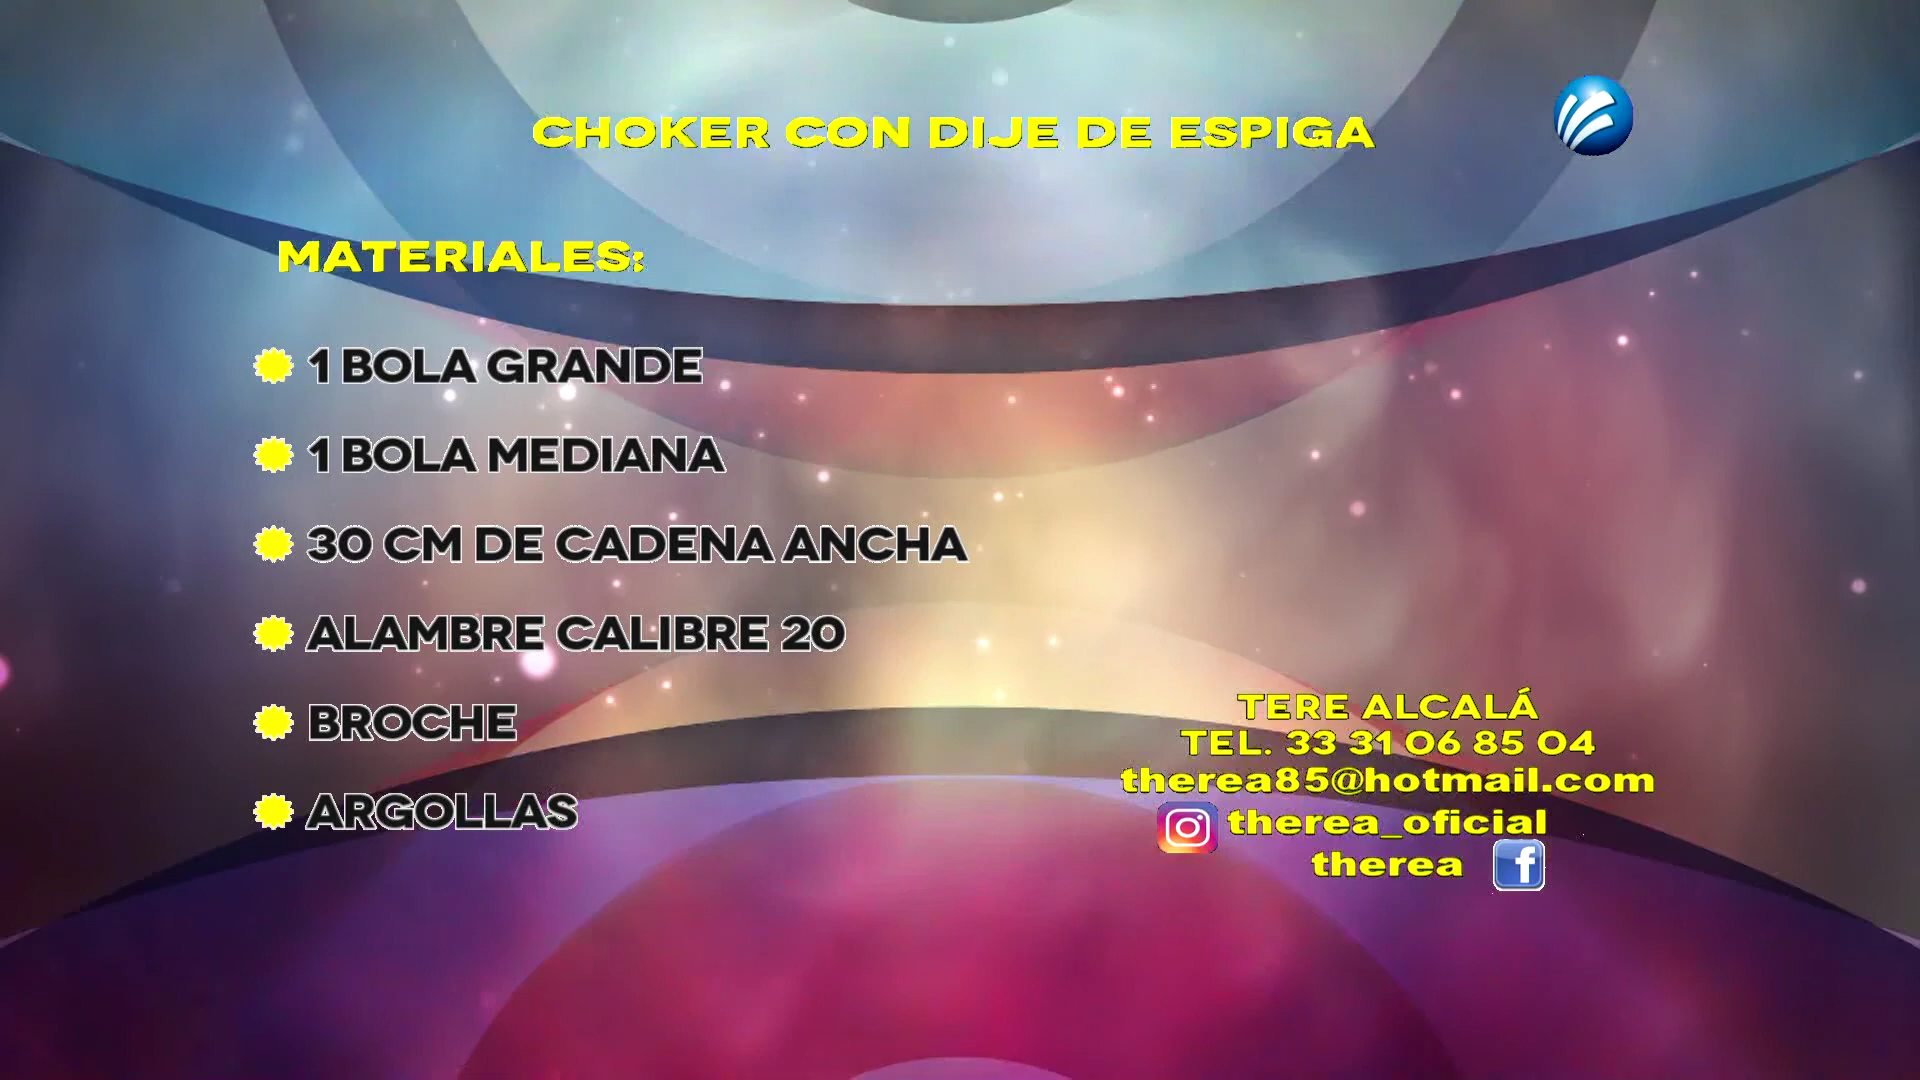 CHOKER CON DIJE DE ESPIGA
MATERIALES:
1 BOLA GRANDE
1 BOLA MEDIANA
30 CM DE CADENA ANCHA
ALAMBRE CALIBRE 20
BROCHE
ARGOLLAS
TERE ALCALÁ
TEL. 33 31 06 85 04
therea85@hotmail.com
therea_oficial
therea